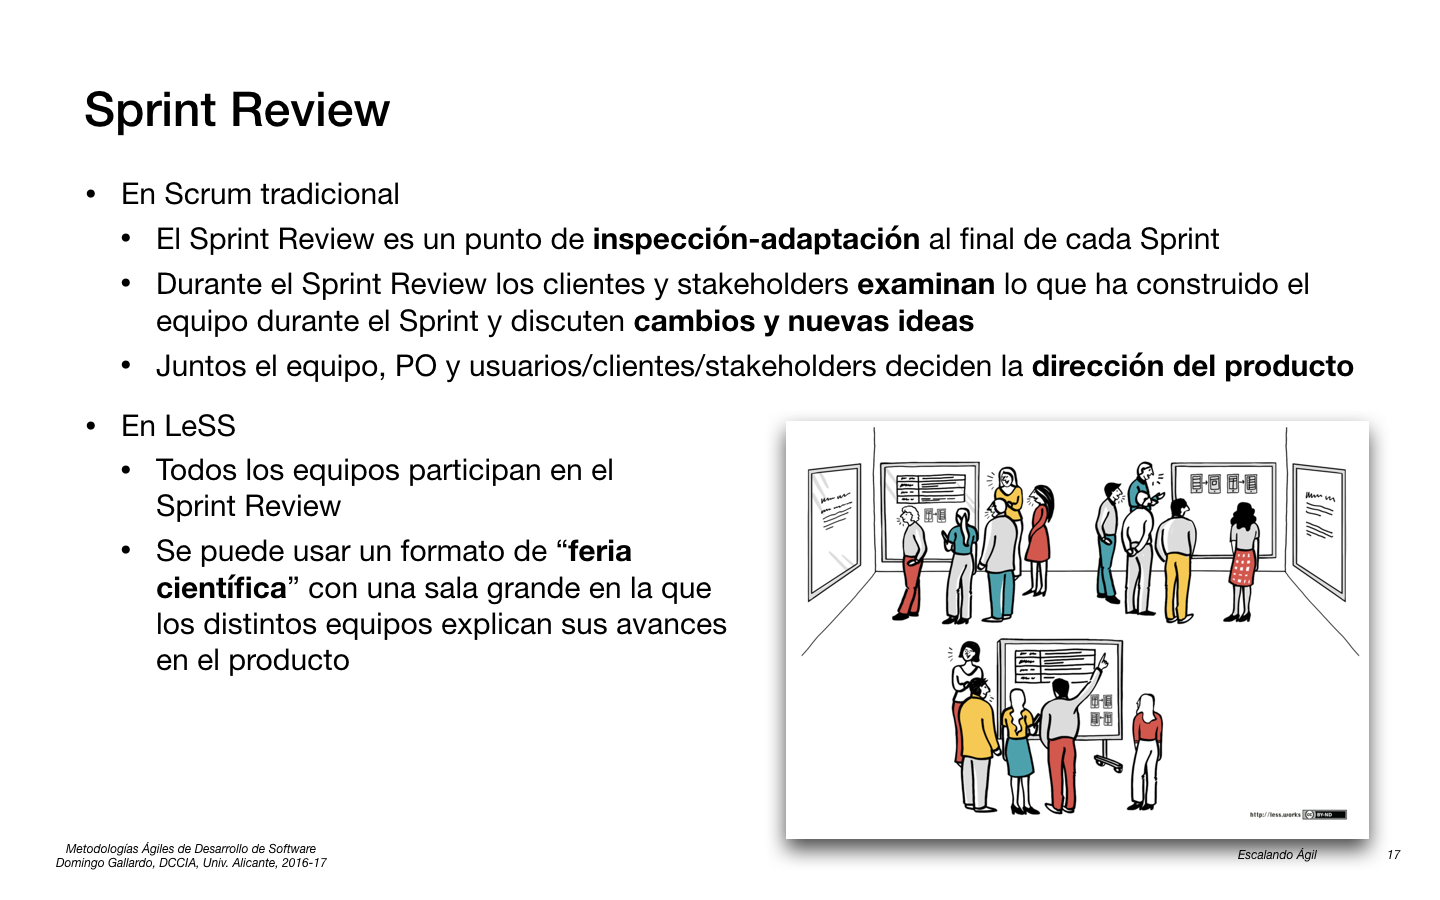 Sprint Review
• En Scrum tradicional
• El Sprint Review es un punto de inspección-adaptación al final de cada Sprint
• Durante el Sprint Review los clientes y stakeholders examinan lo que ha construido el
equipo durante el Sprint y discuten cambios y nuevas ideas
• Juntos el equipo, PO y usuarios/clientes/stakeholders deciden la dirección del producto
• En LeSS
• Todos los equipos participan en el
Sprint Review
• Se puede usar un formato de “feria
científica” con una sala grande en la que
los distintos equipos explican sus avances
en el producto
http://less.works cc BY-ND
Metodologías Ágiles de Desarrollo de Software
Domingo Gallardo, DCCIA, Univ. Alicante, 2016-17
Escalando Ágil
17